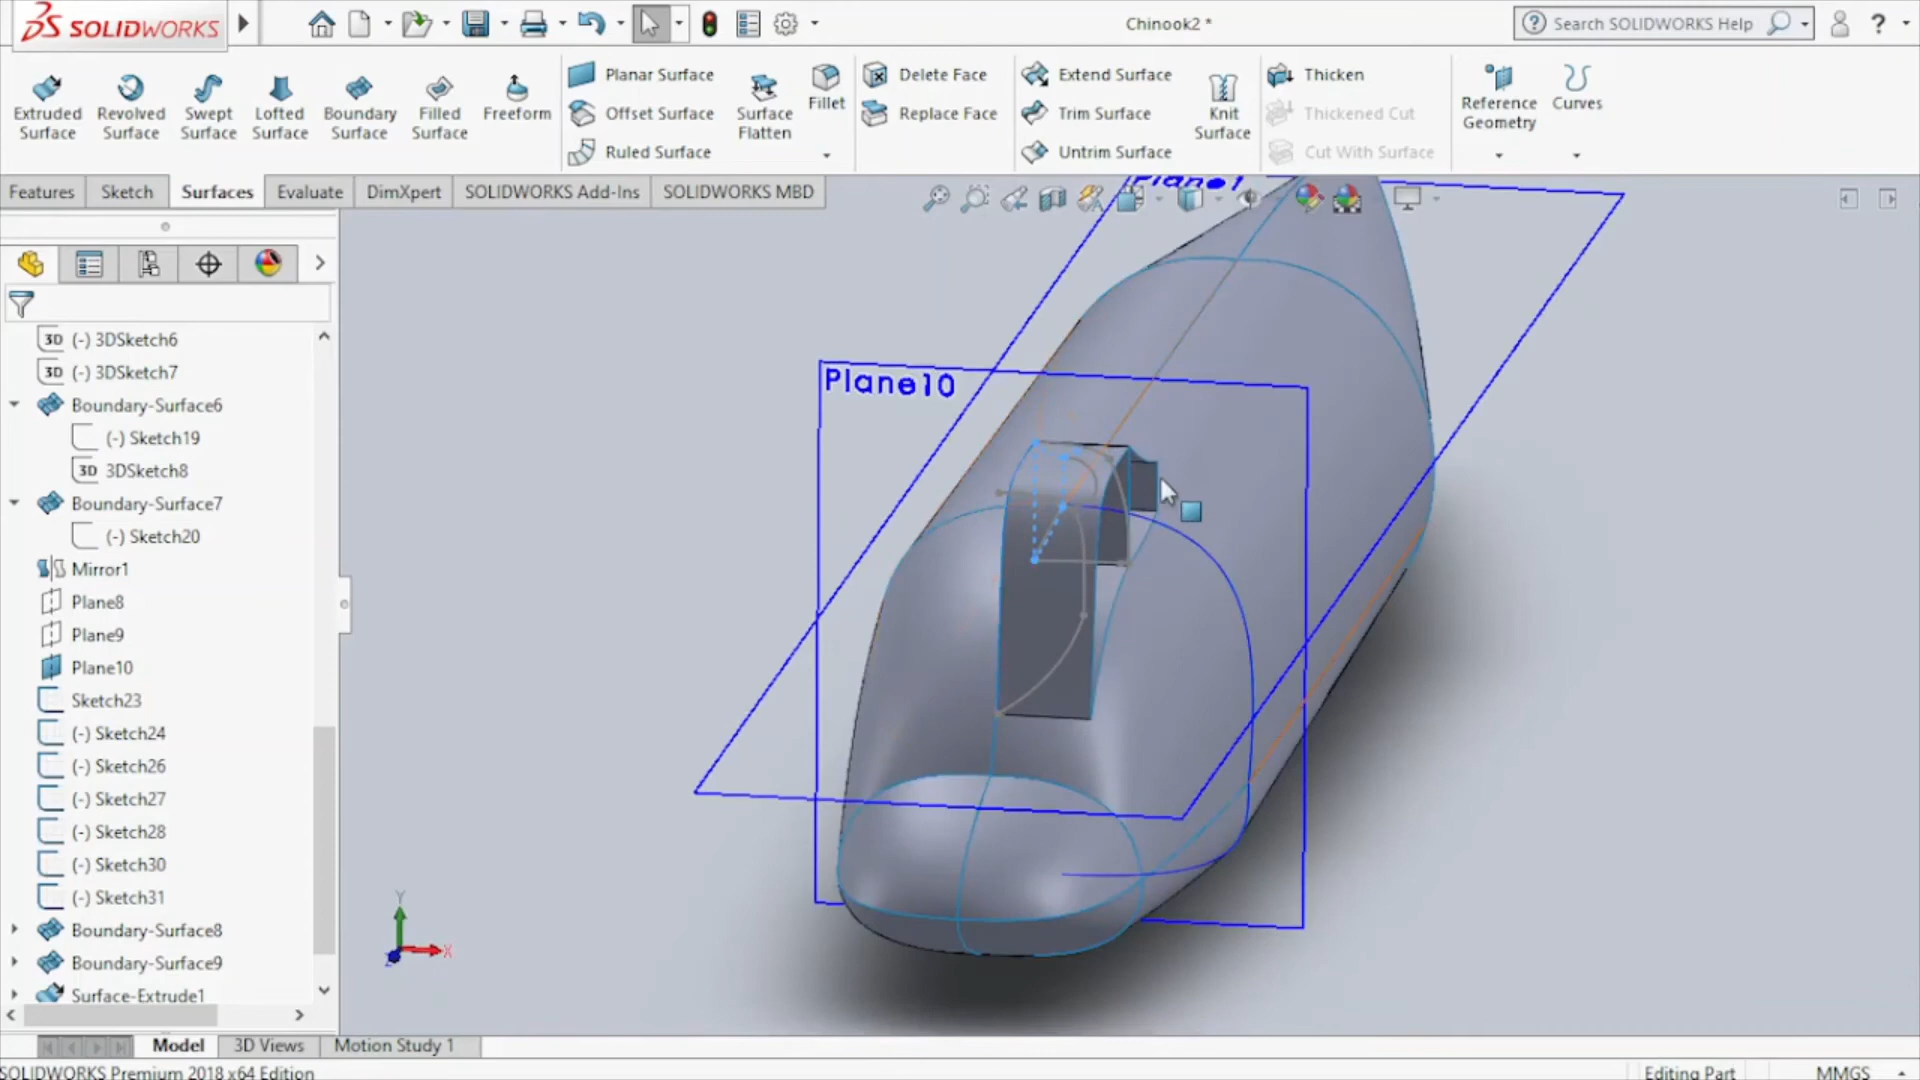 SOLIDWORKS
Chinook2 *
Search SOLIDWORKS Help
?
Extruded Surface
Revolved Surface
Swept Surface
Lofted Surface
Boundary Surface
Filled Surface
Freeform
Planar Surface
Offset Surface
Ruled Surface
Surface Flatten
Fillet
Delete Face
Replace Face
Extend Surface
Trim Surface
Untrim Surface
Knit Surface
Thicken
Thickened Cut
Cut With Surface
Reference Geometry
Curves
Features
Sketch
Surfaces
Evaluate
DimXpert
SOLIDWORKS Add-Ins
SOLIDWORKS MBD
Plane1
Plane10
3D (-) 3DSketch6
3D (-) 3DSketch7
Boundary-Surface6
(-) Sketch19
3D 3DSketch8
Boundary-Surface7
(-) Sketch20
Mirror1
Plane8
Plane9
Plane10
Sketch23
(-) Sketch24
(-) Sketch26
(-) Sketch27
(-) Sketch28
(-) Sketch30
(-) Sketch31
Boundary-Surface8
Boundary-Surface9
Surface-Extrude1
Y
X
Z
Model
3D Views
Motion Study 1
SOLIDWORKS Premium 2018 x64 Edition
Editing Part
MMGS